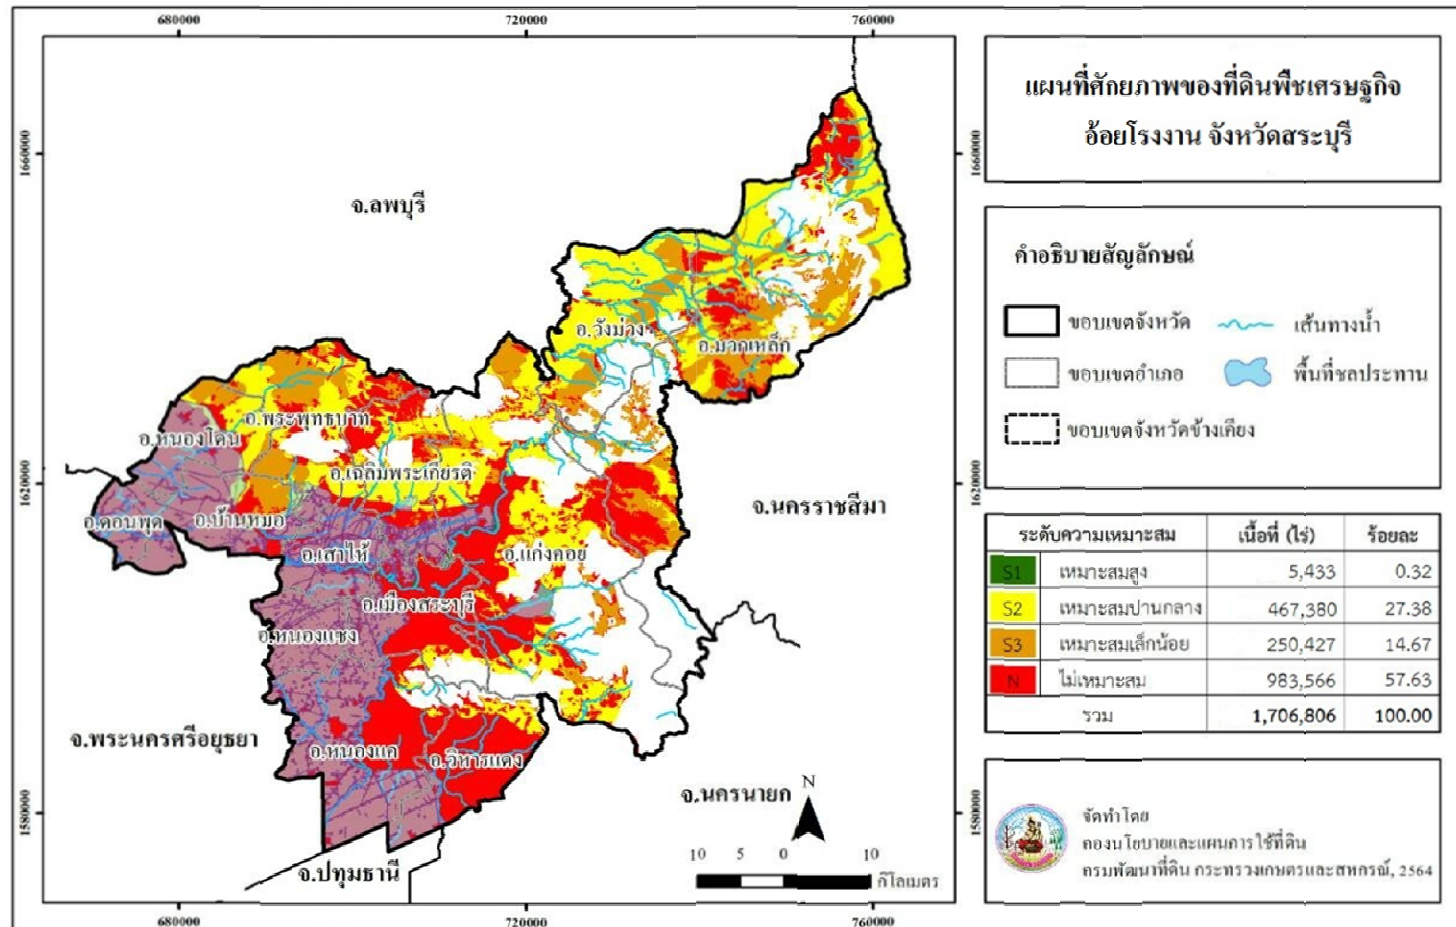 680000 720000 760000
1660000 1660000
1620000 1620000
1580000 1580000
จ.ลพบุรี
อ.วังม่วง
อ.มวกเหล็ก
อ.พระพุทธบาท
อ.หนองโดน
อ.เฉลิมพระเกียรติ
จ.นครราชสีมา
อ.ดอนพุด
อ.บ้านหมอ
อ.เสาไห้
อ.แก่งคอย
อ.เมืองสระบุรี
อ.หนองแซง
จ.พระนครศรีอยุธยา
อ.หนองแค
อ.วิหารแดง
จ.นครนายก
N
จ.ปทุมธานี
10 5 0 10
กิโลเมตร
680000 720000 760000
แผนที่ศักยภาพของที่ดินพืชเศรษฐกิจ
อ้อยโรงงาน จังหวัดสระบุรี
คำอธิบายสัญลักษณ์
ขอบเขตจังหวัด เส้นทางน้ำ
ขอบเขตอำเภอ พื้นที่ชลประทาน
ขอบเขตจังหวัดข้างเคียง
ระดับความเหมาะสม เนื้อที่ (ไร่) ร้อยละ
S1 เหมาะสมสูง 5,433 0.32
S2 เหมาะสมปานกลาง 467,380 27.38
S3 เหมาะสมเล็กน้อย 250,427 14.67
N ไม่เหมาะสม 983,566 57.63
รวม 1,706,806 100.00
จัดทำโดย
กองนโยบายและแผนการใช้ที่ดิน
กรมพัฒนาที่ดิน กระทรวงเกษตรและสหกรณ์, 2564